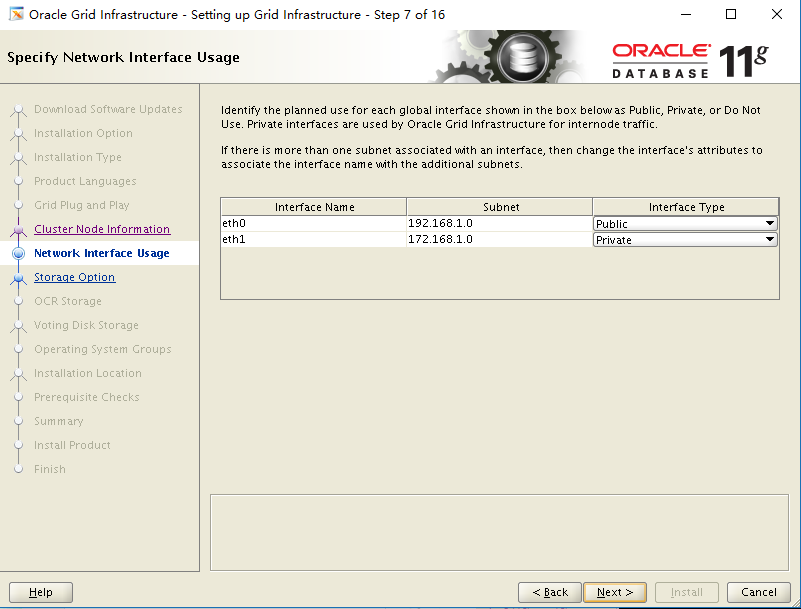 Oracle Grid Infrastructure - Setting up Grid Infrastructure - Step 7 of 16
Specify Network Interface Usage
ORACLE
DATABASE
11g
Download Software Updates
Installation Option
Installation Type
Product Languages
Grid Plug and Play
Cluster Node Information
Network Interface Usage
Storage Option
OCR Storage
Voting Disk Storage
Operating System Groups
Installation Location
Prerequisite Checks
Summary
Install Product
Finish
Identify the planned use for each global interface shown in the box below as Public, Private, or Do Not
Use. Private interfaces are used by Oracle Grid Infrastructure for internode traffic.
If there is more than one subnet associated with an interface, then change the interface's attributes to
associate the interface name with the additional subnets.
Interface Name Subnet Interface Type
eth0 192.168.1.0 Public
eth1 172.168.1.0 Private
Help < Back Next > Install Cancel